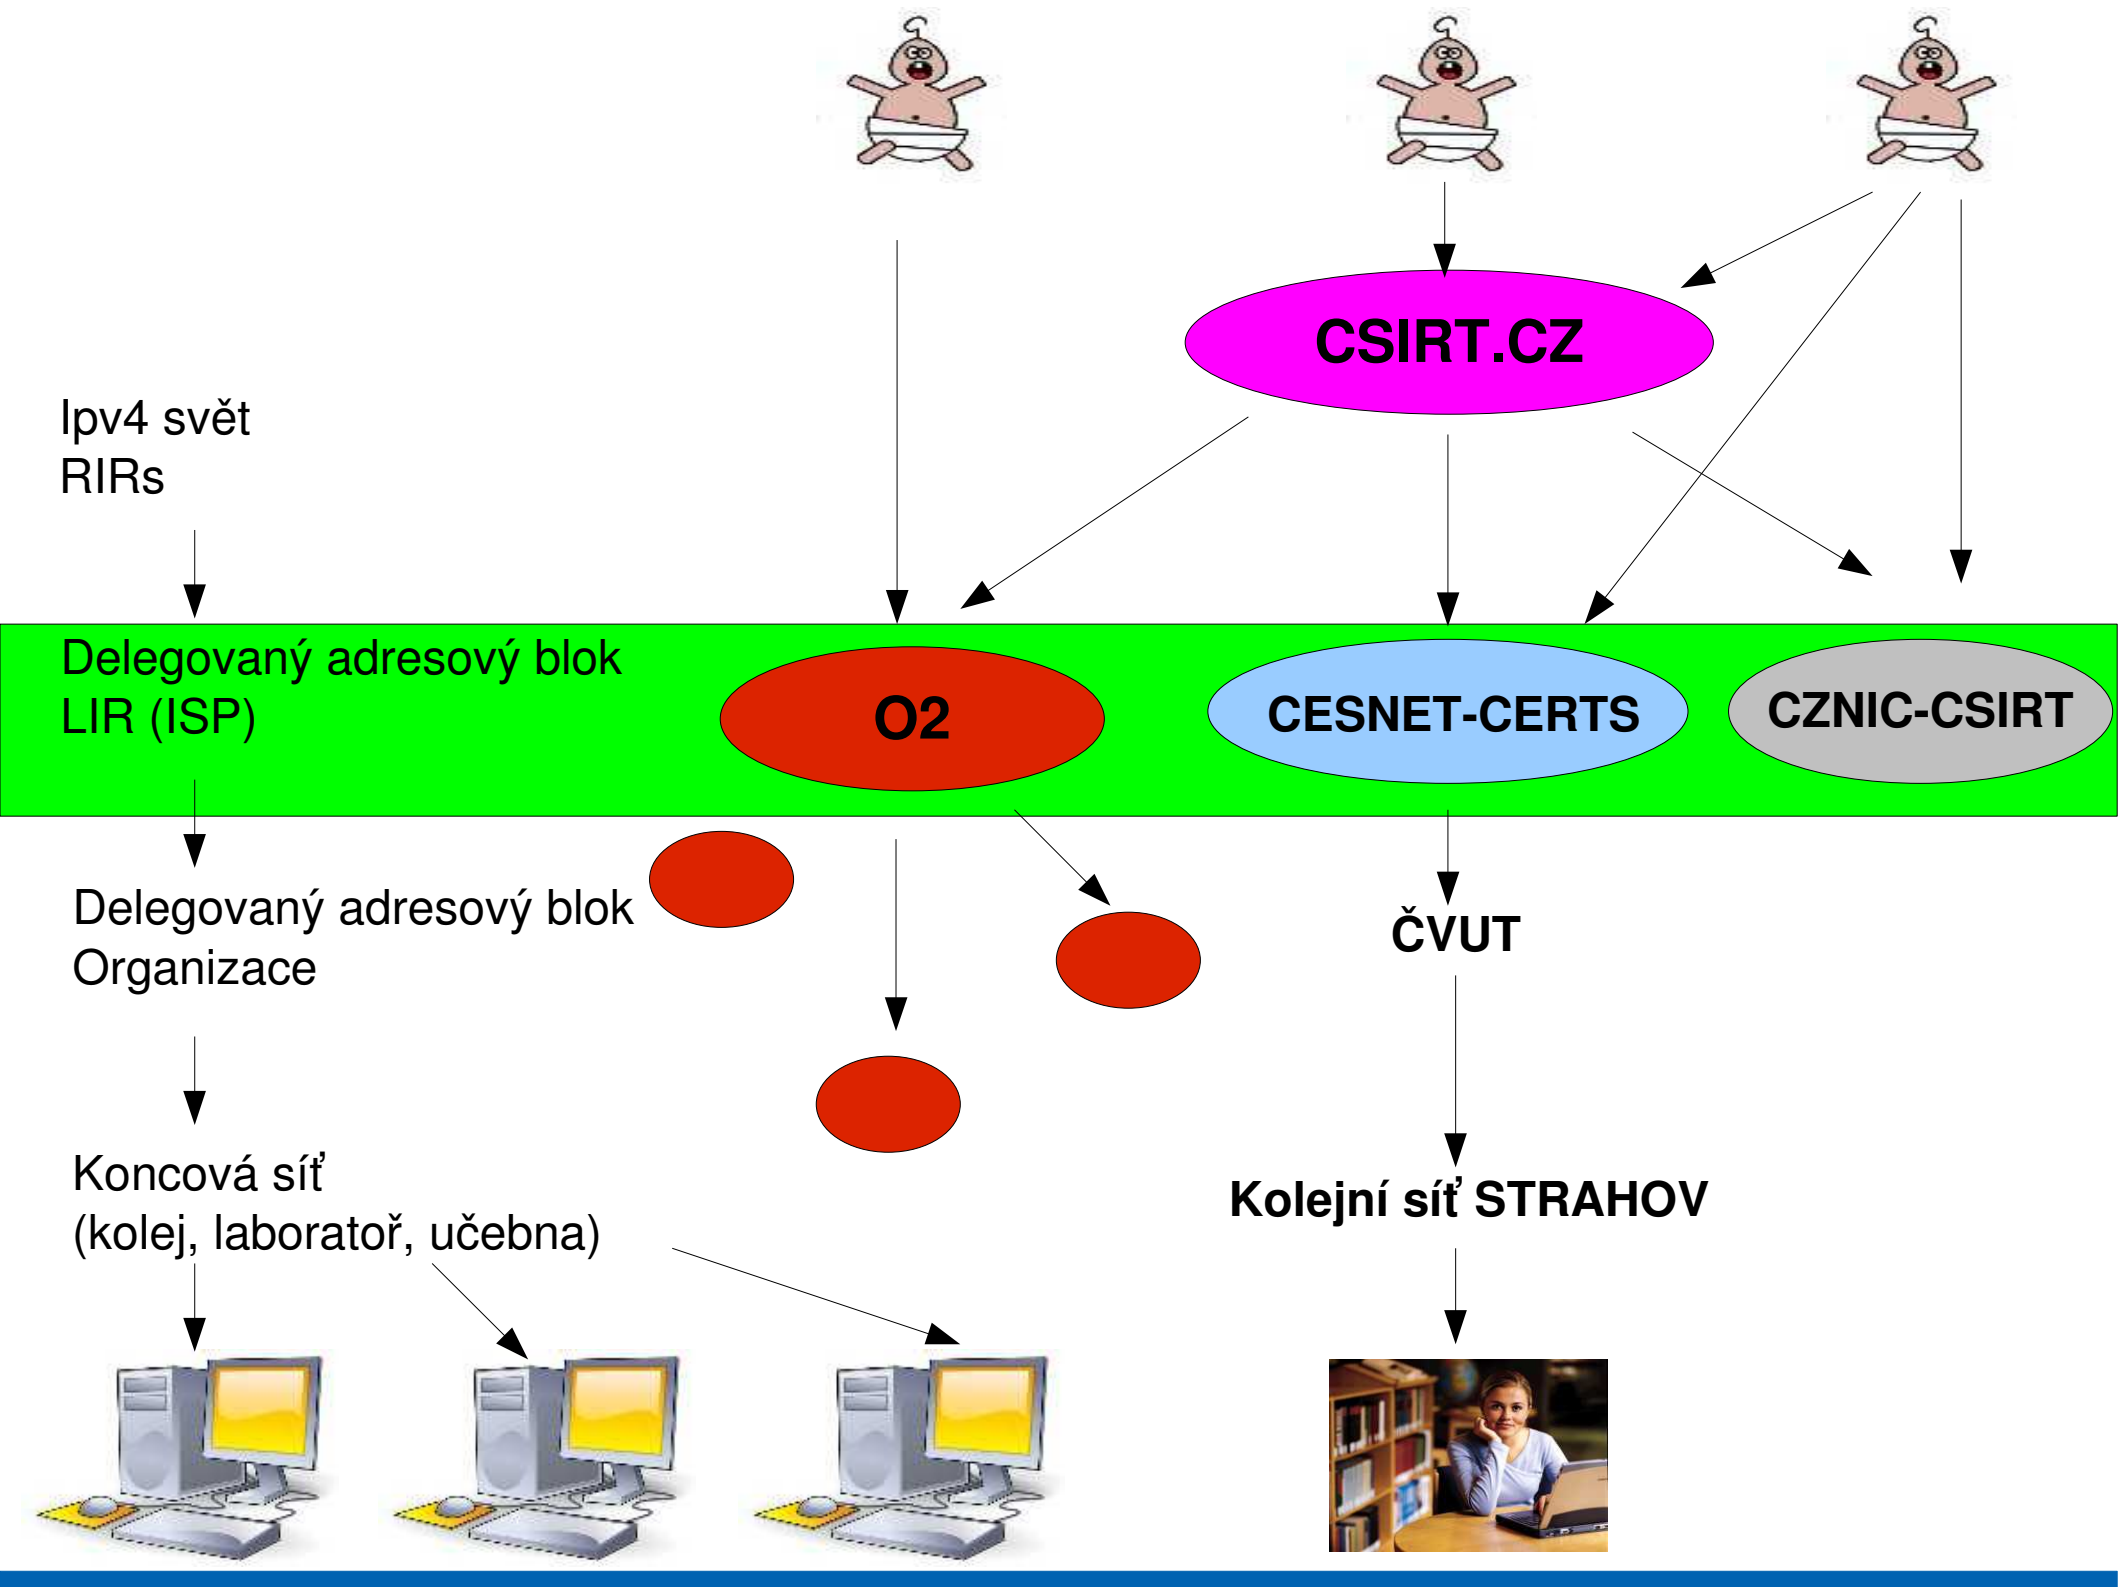 CSIRT.CZ
Ipv4 svět
RIRs
Delegovaný adresový blok
LIR (ISP)
O2
CESNET-CERTS
CZNIC-CSIRT
Delegovaný adresový blok
Organizace
ČVUT
Koncová síť
(kolej, laboratoř, učebna)
Kolejní síť STRAHOV